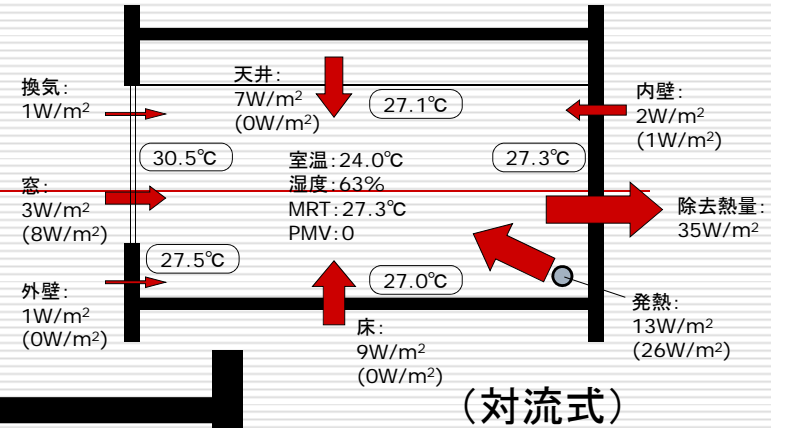 換気:
1W/m²
天井:
7W/m²
(0W/m²)
27.1℃
内壁:
2W/m²
(1W/m²)
30.5℃
室温:24.0℃
湿度:63%
MRT:27.3℃
PMV:0
27.3℃
窓:
3W/m²
(8W/m²)
除去熱量:
35W/m²
27.5℃
27.0℃
外壁:
1W/m²
(0W/m²)
床:
9W/m²
(0W/m²)
発熱:
13W/m²
(26W/m²)
(対流式)